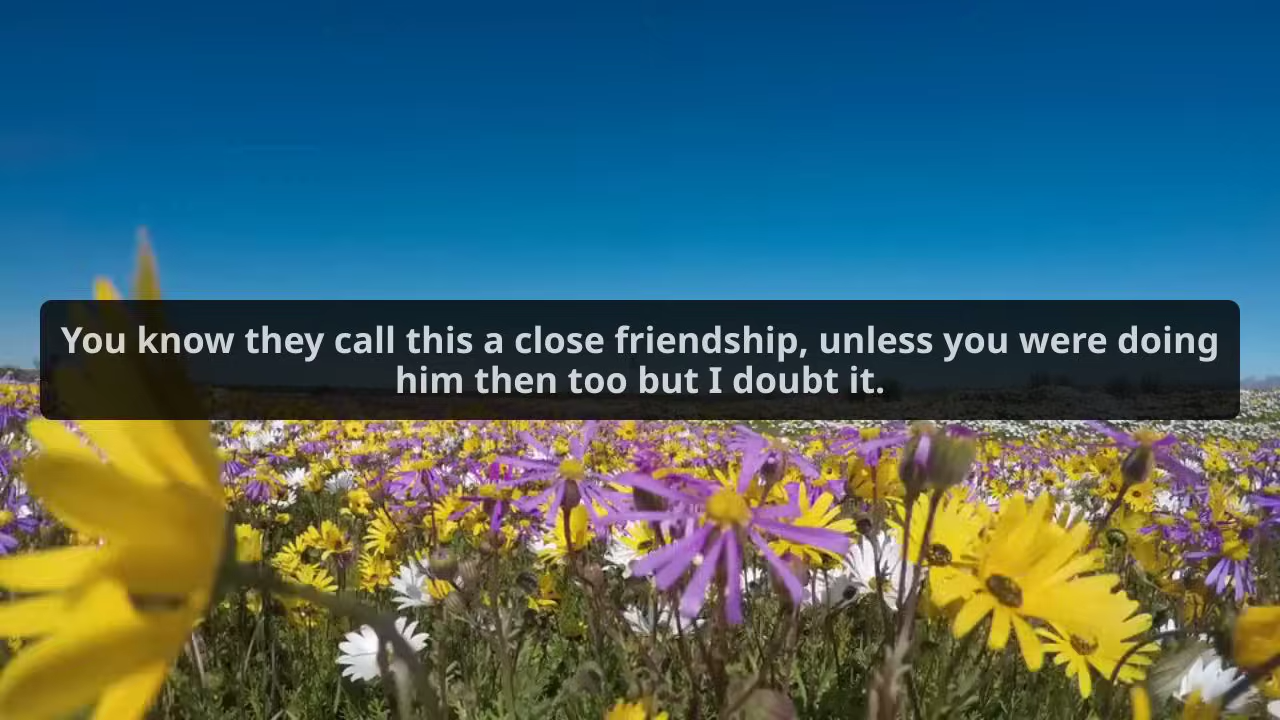 You know they call this a close friendship, unless you were doing
him then too but I doubt it.